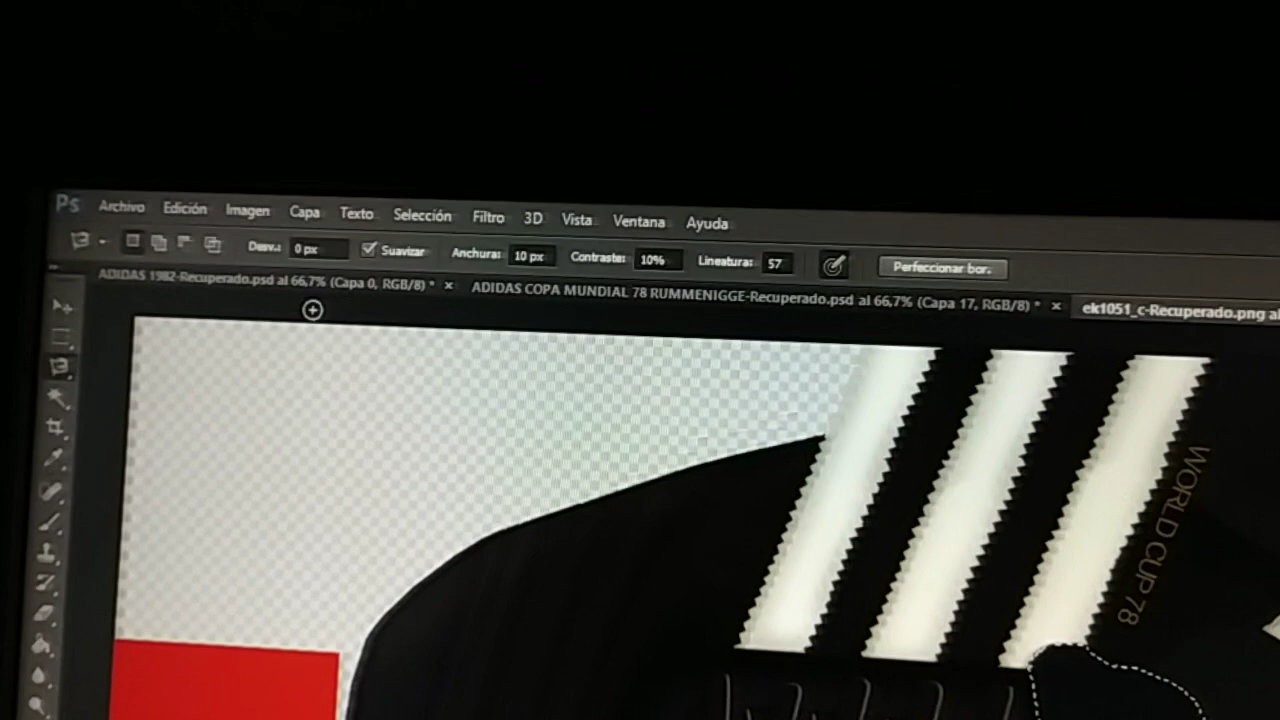 Ps Archivo Edición Imagen Capa Texto Selección Filtro 3D Vista Ventana Ayuda
Desv.: 0 px Suavizar Anchura: 10 px Contraste: 10% Lineatura: 57 Perfeccionar bor.
ADIDAS 1982-Recuperado.psd al 66,7% (Capa 0, RGB/8) * × ADIDAS COPA MUNDIAL 78 RUMMENIGGE-Recuperado.psd al 66,7% (Capa 17, RGB/8) * × ek1051_c-Recuperado.png al
WORLD CUP 78